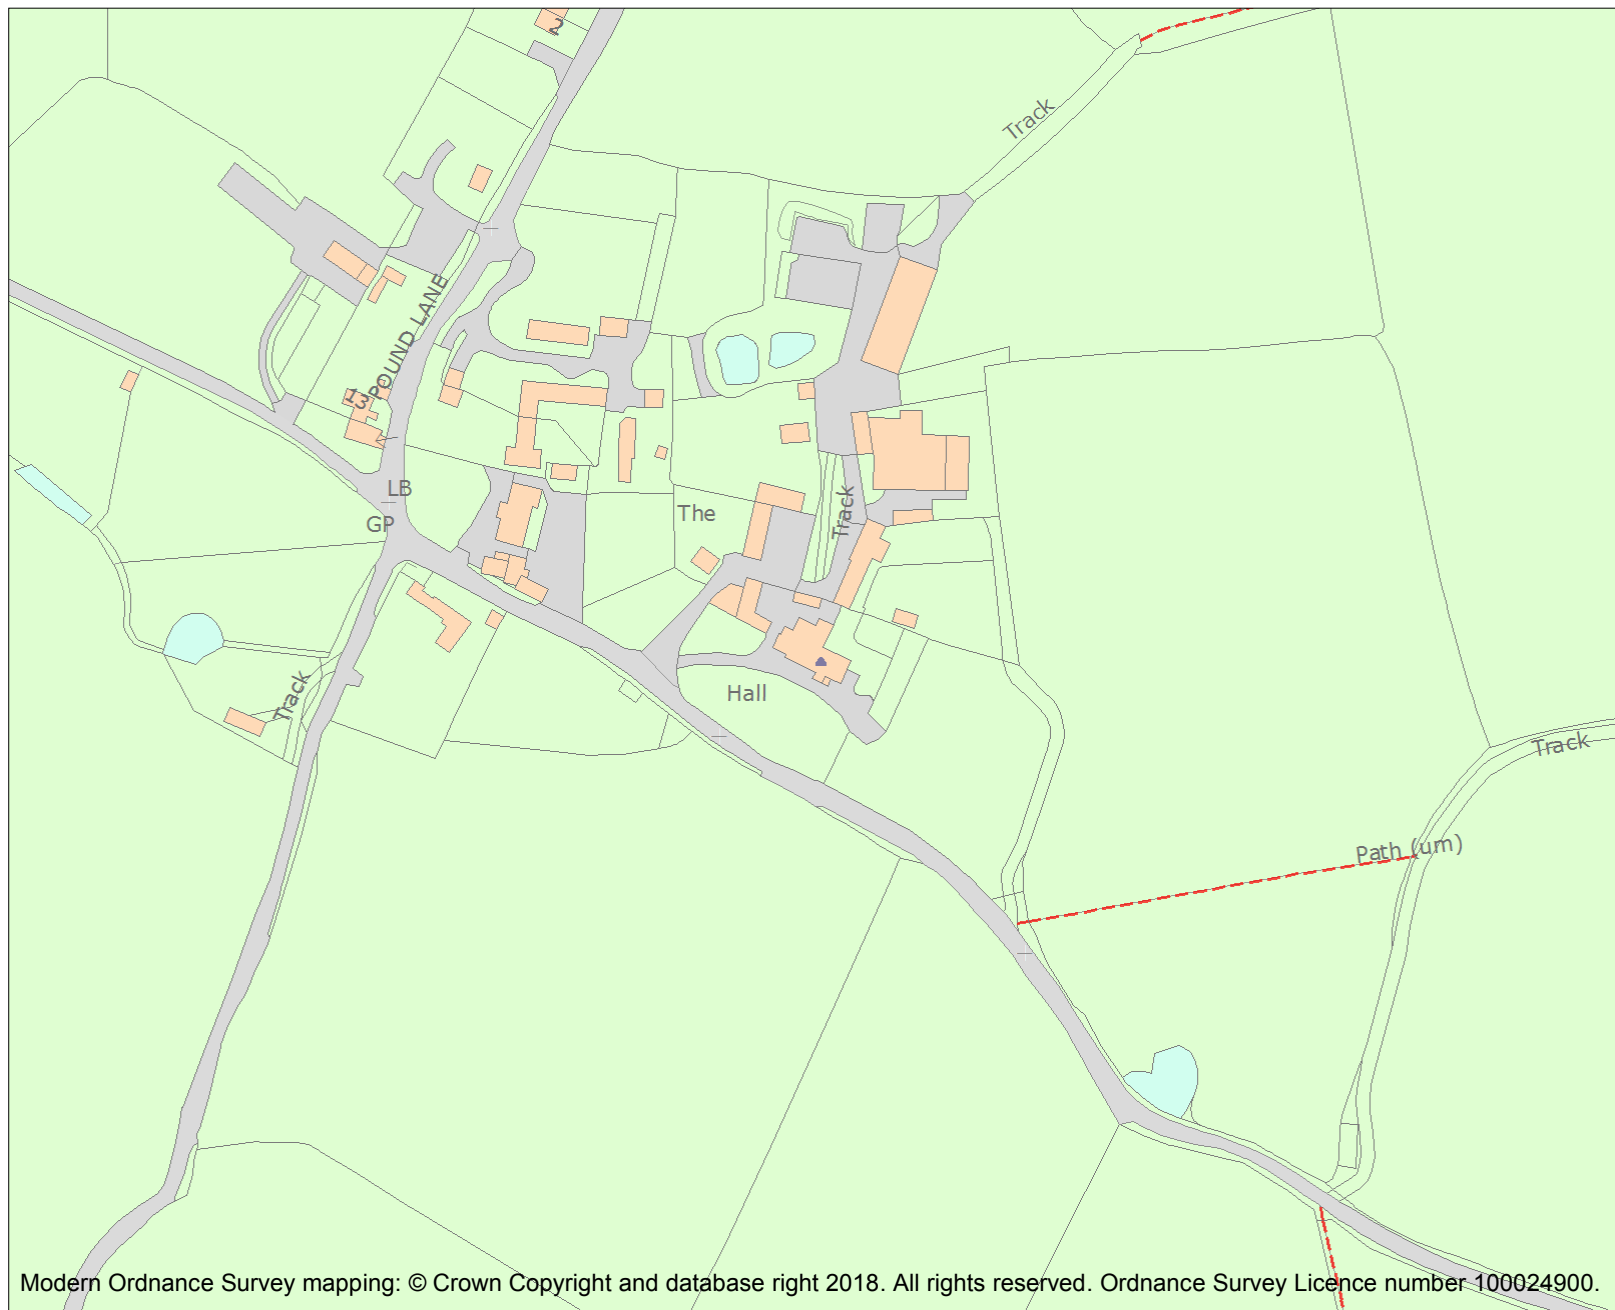 2
Track
POUND LANE
13
LB
GP
The
Track
Hall
Track
Track
Path (um)
Modern Ordnance Survey mapping: © Crown Copyright and database right 2018. All rights reserved. Ordnance Survey Licence number 100024900.